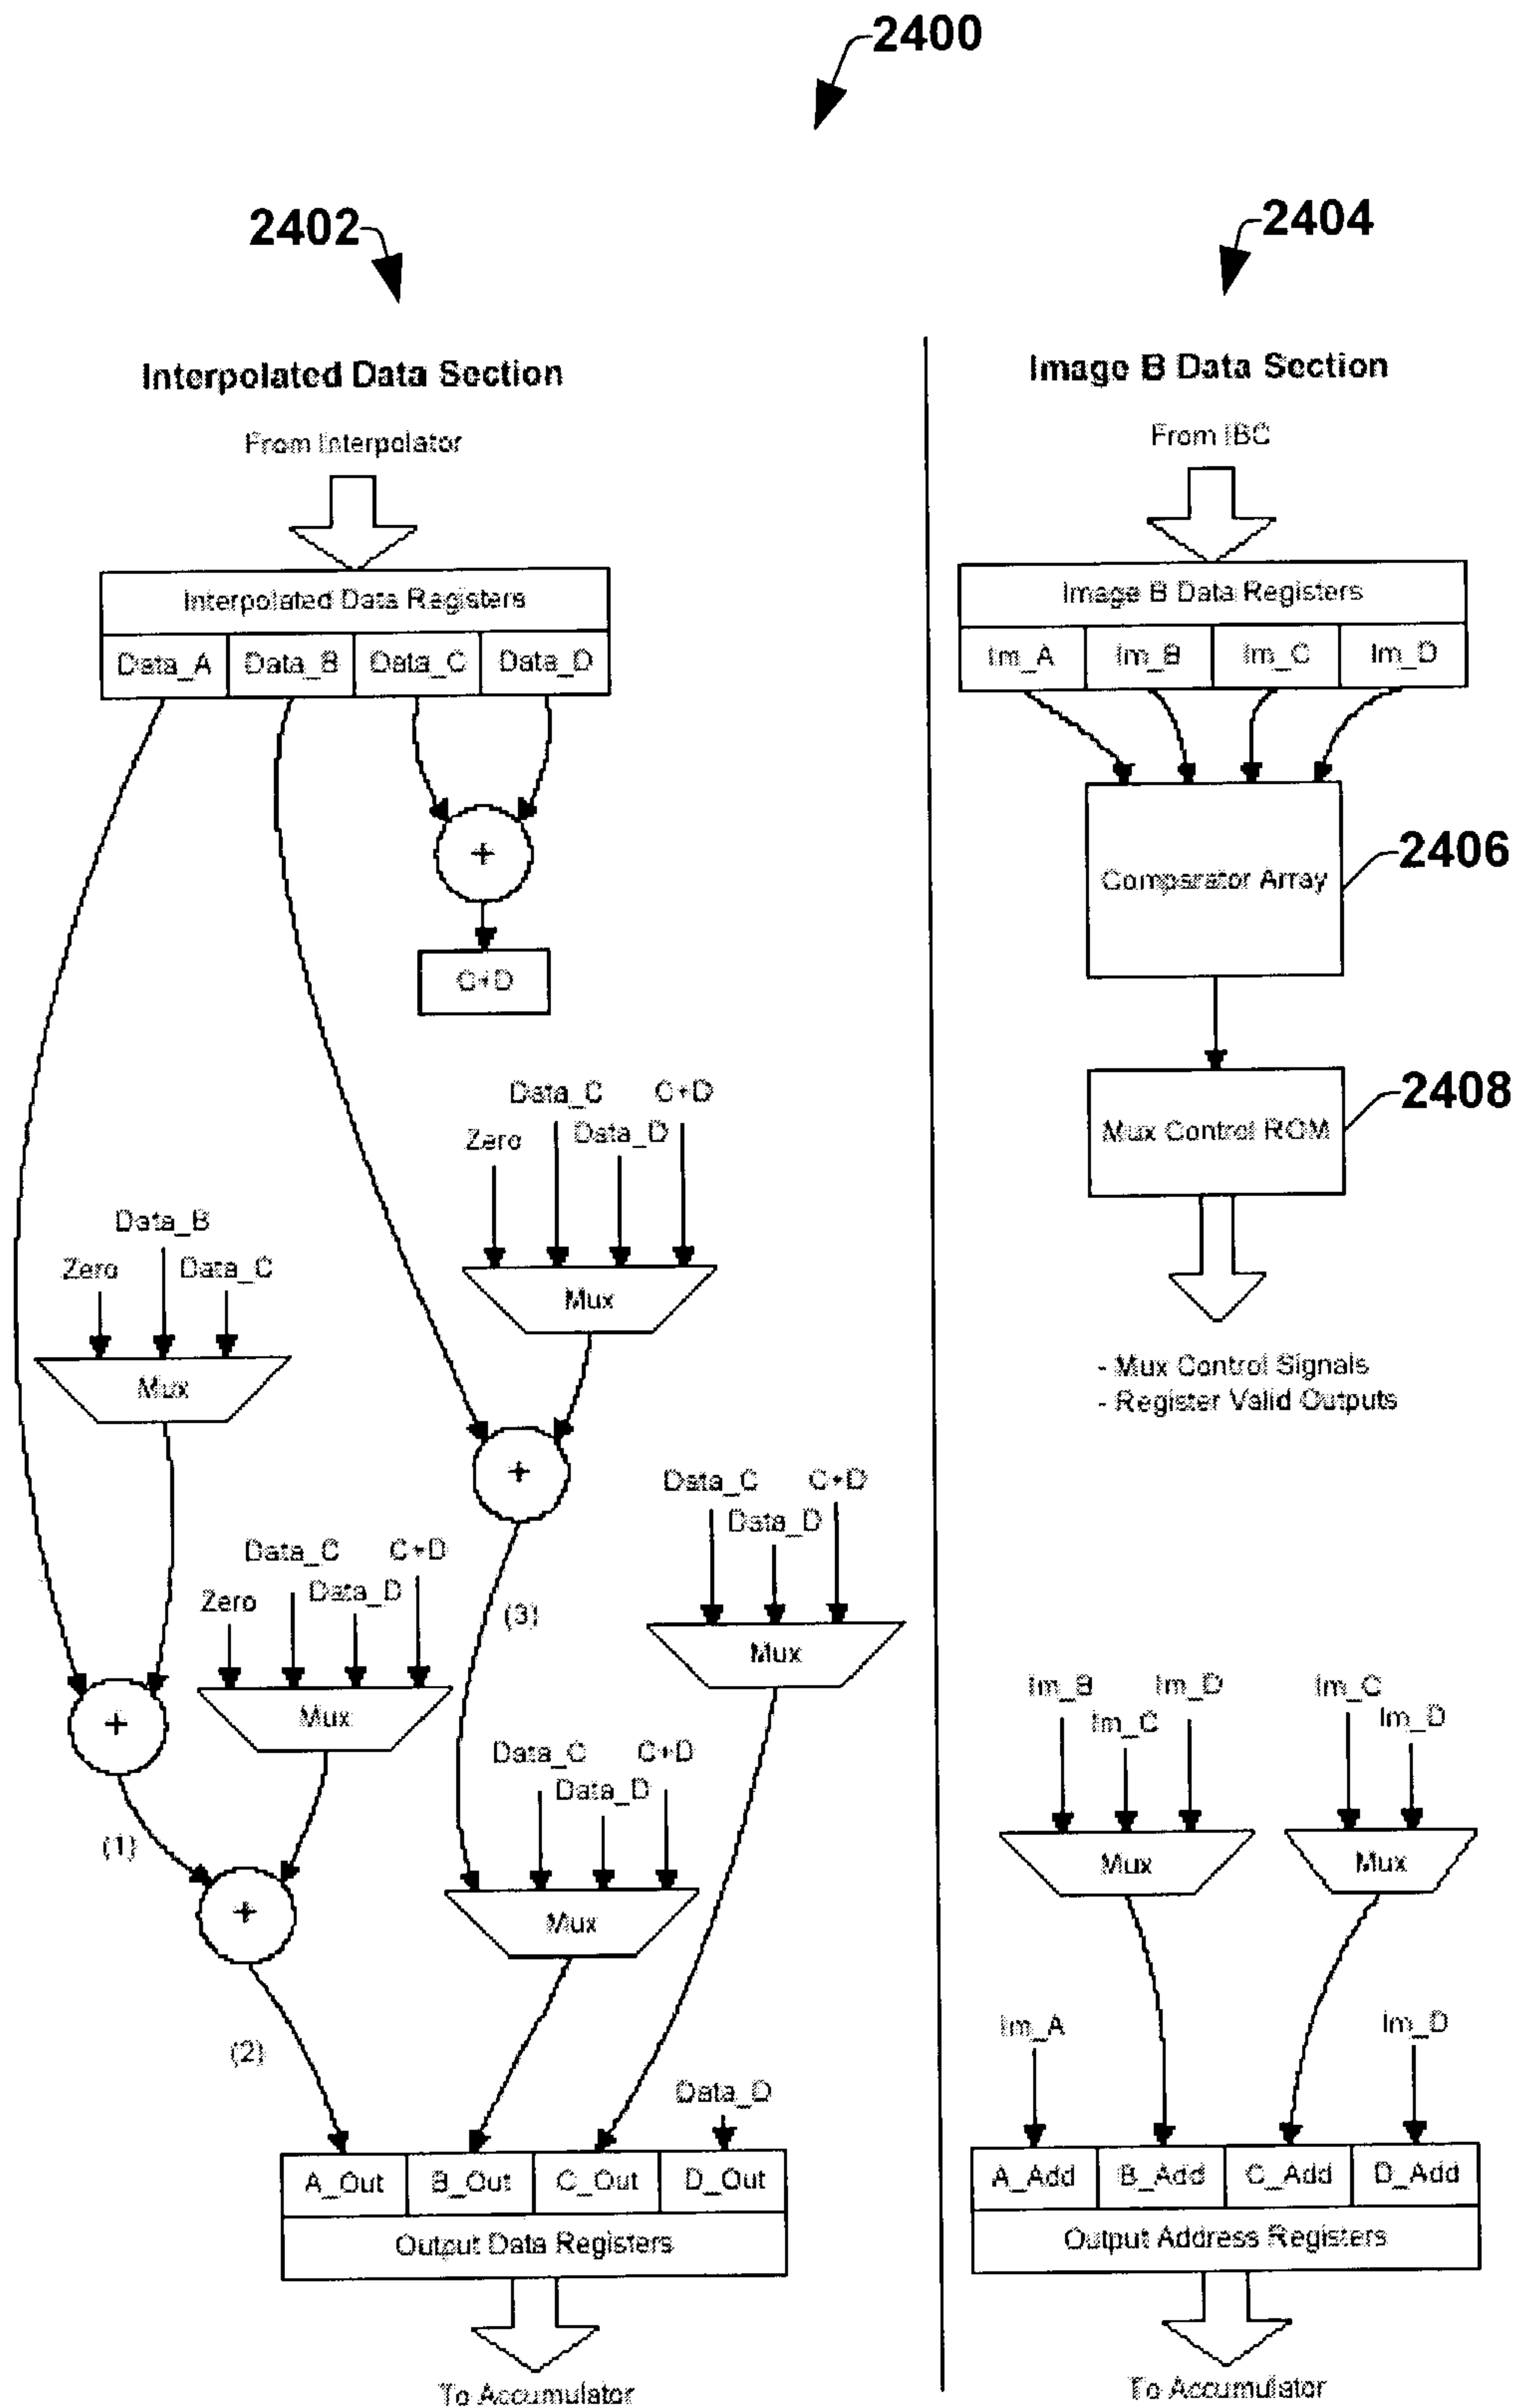 2400
2402
2404
Interpolated Data Section
From Interpolator
Interpolated Data Registers
Data_A Data_B Data_C Data_D
+
C+D
Data_C C+D
Zero Data_D
Mux
Data_B
Zero Data_C
Mux
+
Data_C C+D
Data_D
Mux
(3)
Data_C C+D
Zero Data_D
Mux
+
(1)
+
Data_C C+D
Data_D
Mux
(2)
Data_D
A_Out B_Out C_Out D_Out
Output Data Registers
To Accumulator
Image B Data Section
From IBC
Image B Data Registers
Im_A Im_B Im_C Im_D
Comparator Array
2406
Mux Control ROM
2408
- Mux Control Signals
- Register Valid Outputs
Im_B Im_D
Im_C
Mux
Im_C
Im_D
Mux
Im_A
Im_D
A_Add B_Add C_Add D_Add
Output Address Registers
To Accumulator